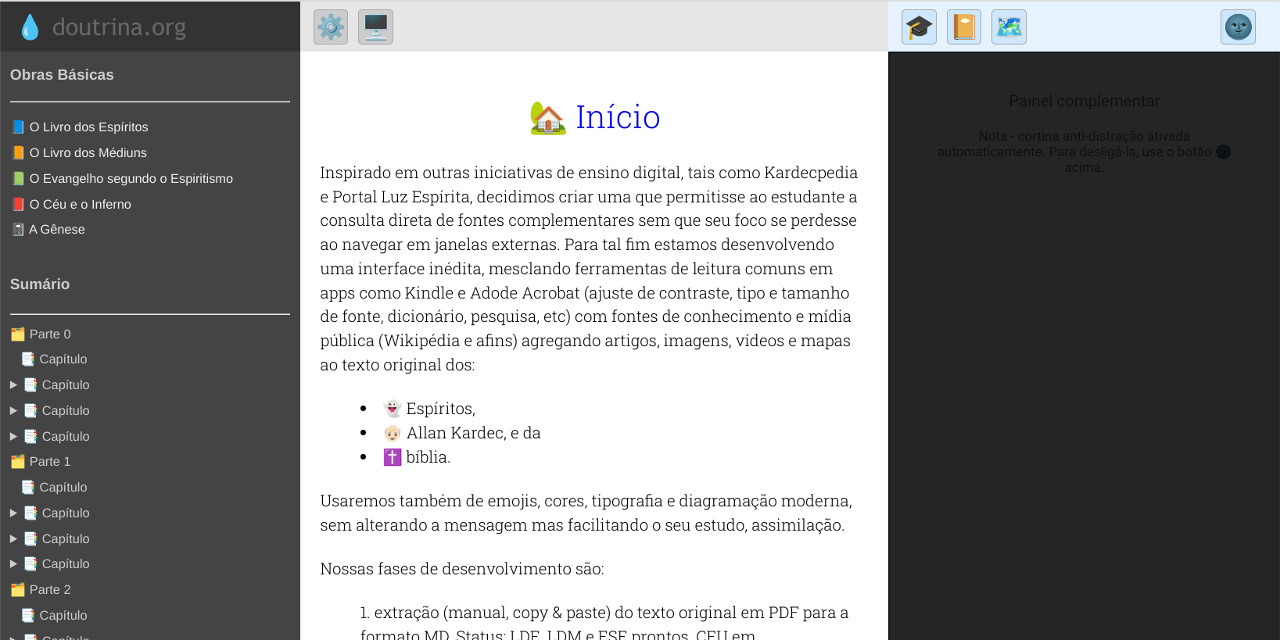 doutrina.org
Obras Básicas
O Livro dos Espíritos
O Livro dos Médiuns
O Evangelho segundo o Espiritismo
O Céu e o Inferno
A Gênese
Sumário
Parte 0
Capítulo
Capítulo
Capítulo
Capítulo
Parte 1
Capítulo
Capítulo
Capítulo
Capítulo
Parte 2
Capítulo
Capítulo
Início
Inspirado em outras iniciativas de ensino digital, tais como Kardecpedia
e Portal Luz Espírita, decidimos criar uma que permitisse ao estudante a
consulta direta de fontes complementares sem que seu foco se perdesse
ao navegar em janelas externas. Para tal fim estamos desenvolvendo
uma interface inédita, mesclando ferramentas de leitura comuns em
apps como Kindle e Adode Acrobat (ajuste de contraste, tipo e tamanho
de fonte, dicionário, pesquisa, etc) com fontes de conhecimento e mídia
pública (Wikipédia e afins) agregando artigos, imagens, vídeos e mapas
ao texto original dos:
Espíritos,
Allan Kardec, e da
bíblia.
Usaremos também de emojis, cores, tipografia e diagramação moderna,
sem alterando a mensagem mas facilitando o seu estudo, assimilação.
Nossas fases de desenvolvimento são:
1. extração (manual, copy & paste) do texto original em PDF para a
formato MD. Status: LDE, LDM e ESE prontos, CEU em
Painel complementar
Nota - cortina anti-distração ativada
automaticamente. Para desligá-la, use o botão
acima.